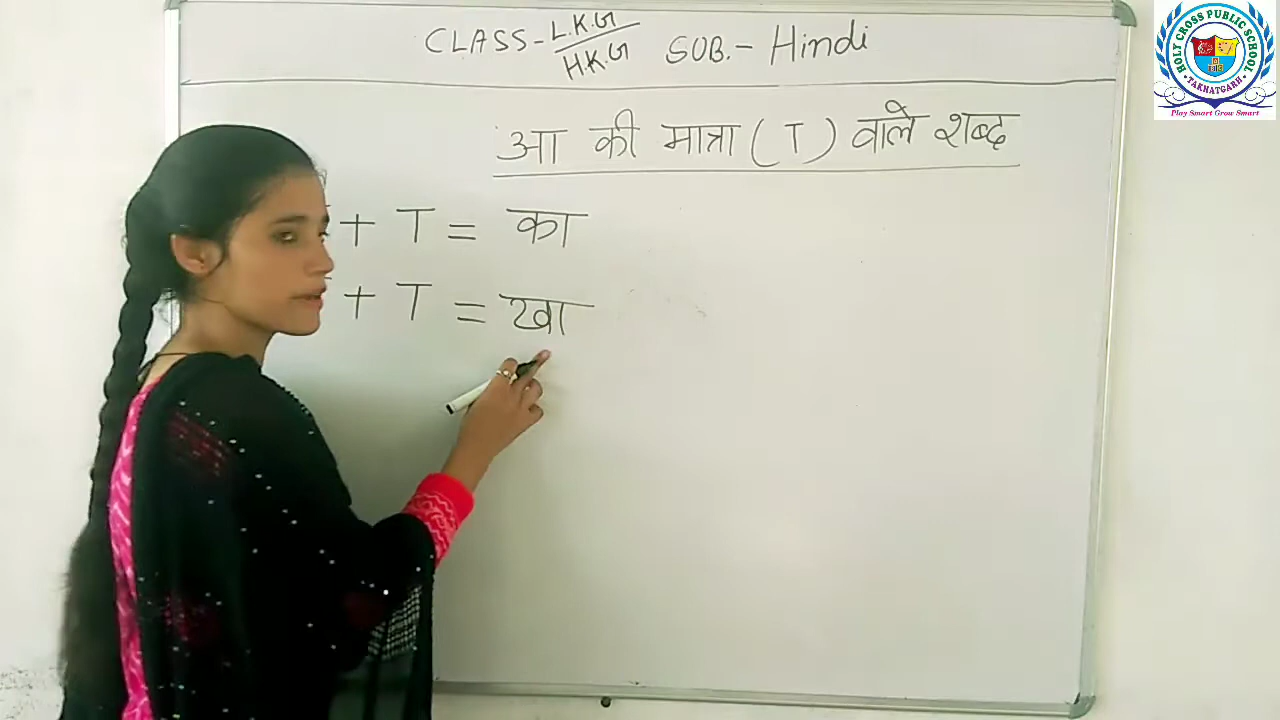 CLASS- L.K.G/H.K.G SUB.- Hindi
आ की मात्रा ( ा ) वाले शब्द
+ ा = का
+ ा = खा
HOLY CROSS PUBLIC SCHOOL
TAKHATGARH
Play Smart Grow Smart